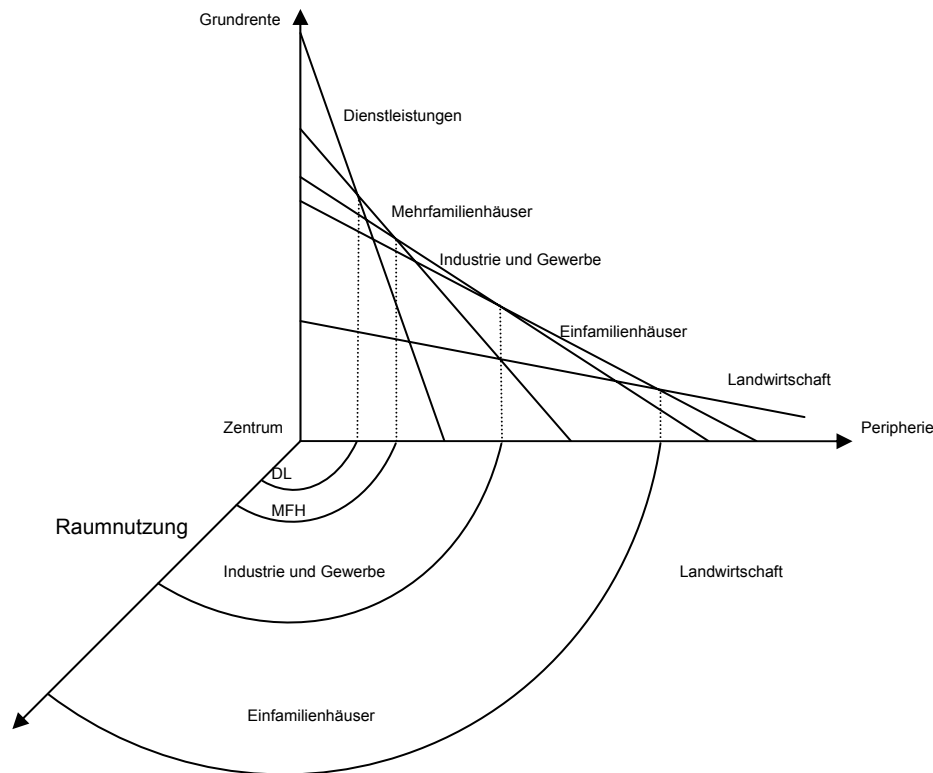 Grundrente
Dienstleistungen
Mehrfamilienhäuser
Industrie und Gewerbe
Einfamilienhäuser
Landwirtschaft
Zentrum
Peripherie
DL
MFH
Raumnutzung
Industrie und Gewerbe
Landwirtschaft
Einfamilienhäuser